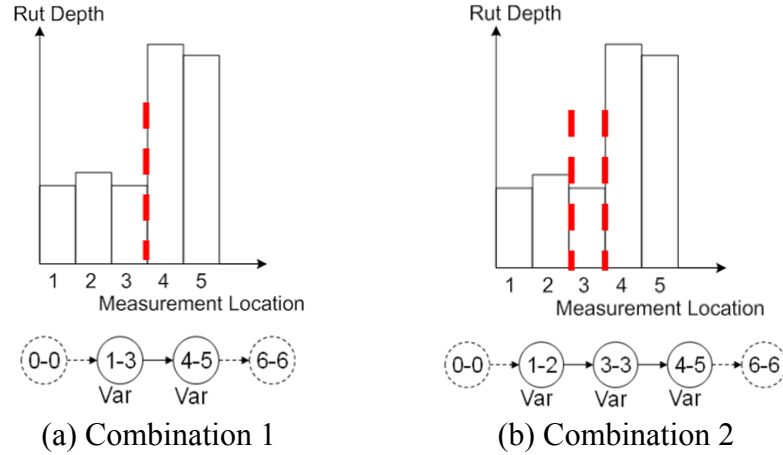 Rut Depth
1 2 3 4 5
Measurement Location
0-0 1-3 4-5 6-6
Var Var
(a) Combination 1
Rut Depth
1 2 3 4 5
Measurement Location
0-0 1-2 3-3 4-5 6-6
Var Var Var
(b) Combination 2